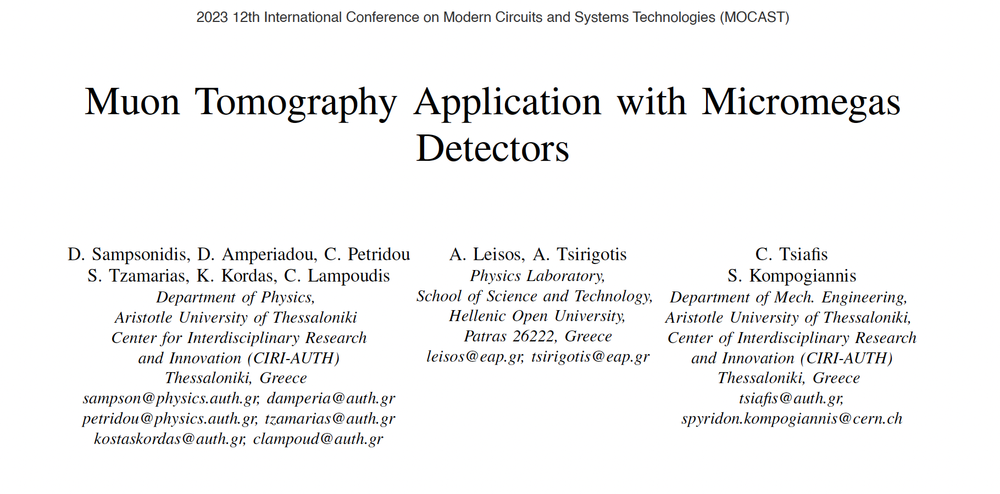 2023 12th International Conference on Modern Circuits and Systems Technologies (MOCAST)
Muon Tomography Application with Micromegas
Detectors
D. Sampsonidis, D. Amperiadou, C. Petridou
S. Tzamarias, K. Kordas, C. Lampoudis
Department of Physics,
Aristotle University of Thessaloniki
Center for Interdisciplinary Research
and Innovation (CIRI-AUTH)
Thessaloniki, Greece
sampson@physics.auth.gr, damperia@auth.gr
petridou@physics.auth.gr, tzamarias@auth.gr
kostaskordas@auth.gr, clampoud@auth.gr
A. Leisos, A. Tsirigotis
Physics Laboratory,
School of Science and Technology,
Hellenic Open University,
Patras 26222, Greece
leisos@eap.gr, tsirigotis@eap.gr
C. Tsiafis
S. Kompogiannis
Department of Mech. Engineering,
Aristotle University of Thessaloniki,
Center of Interdisciplinary Research
and Innovation (CIRI-AUTH)
Thessaloniki, Greece
tsiafis@auth.gr,
spyridon.kompogiannis@cern.ch